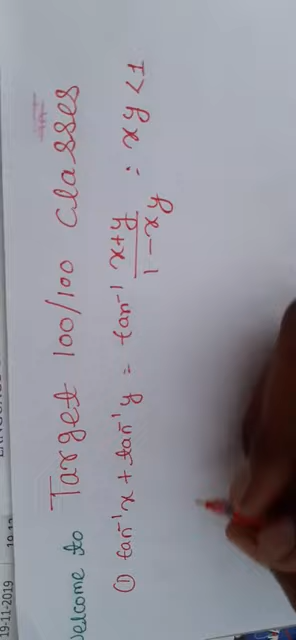 19-11-2019
Welcome to
Target 100/100 Classes
(1) tan⁻¹x + tan⁻¹y = tan⁻¹ (x+y)/(1-xy) : xy < 1